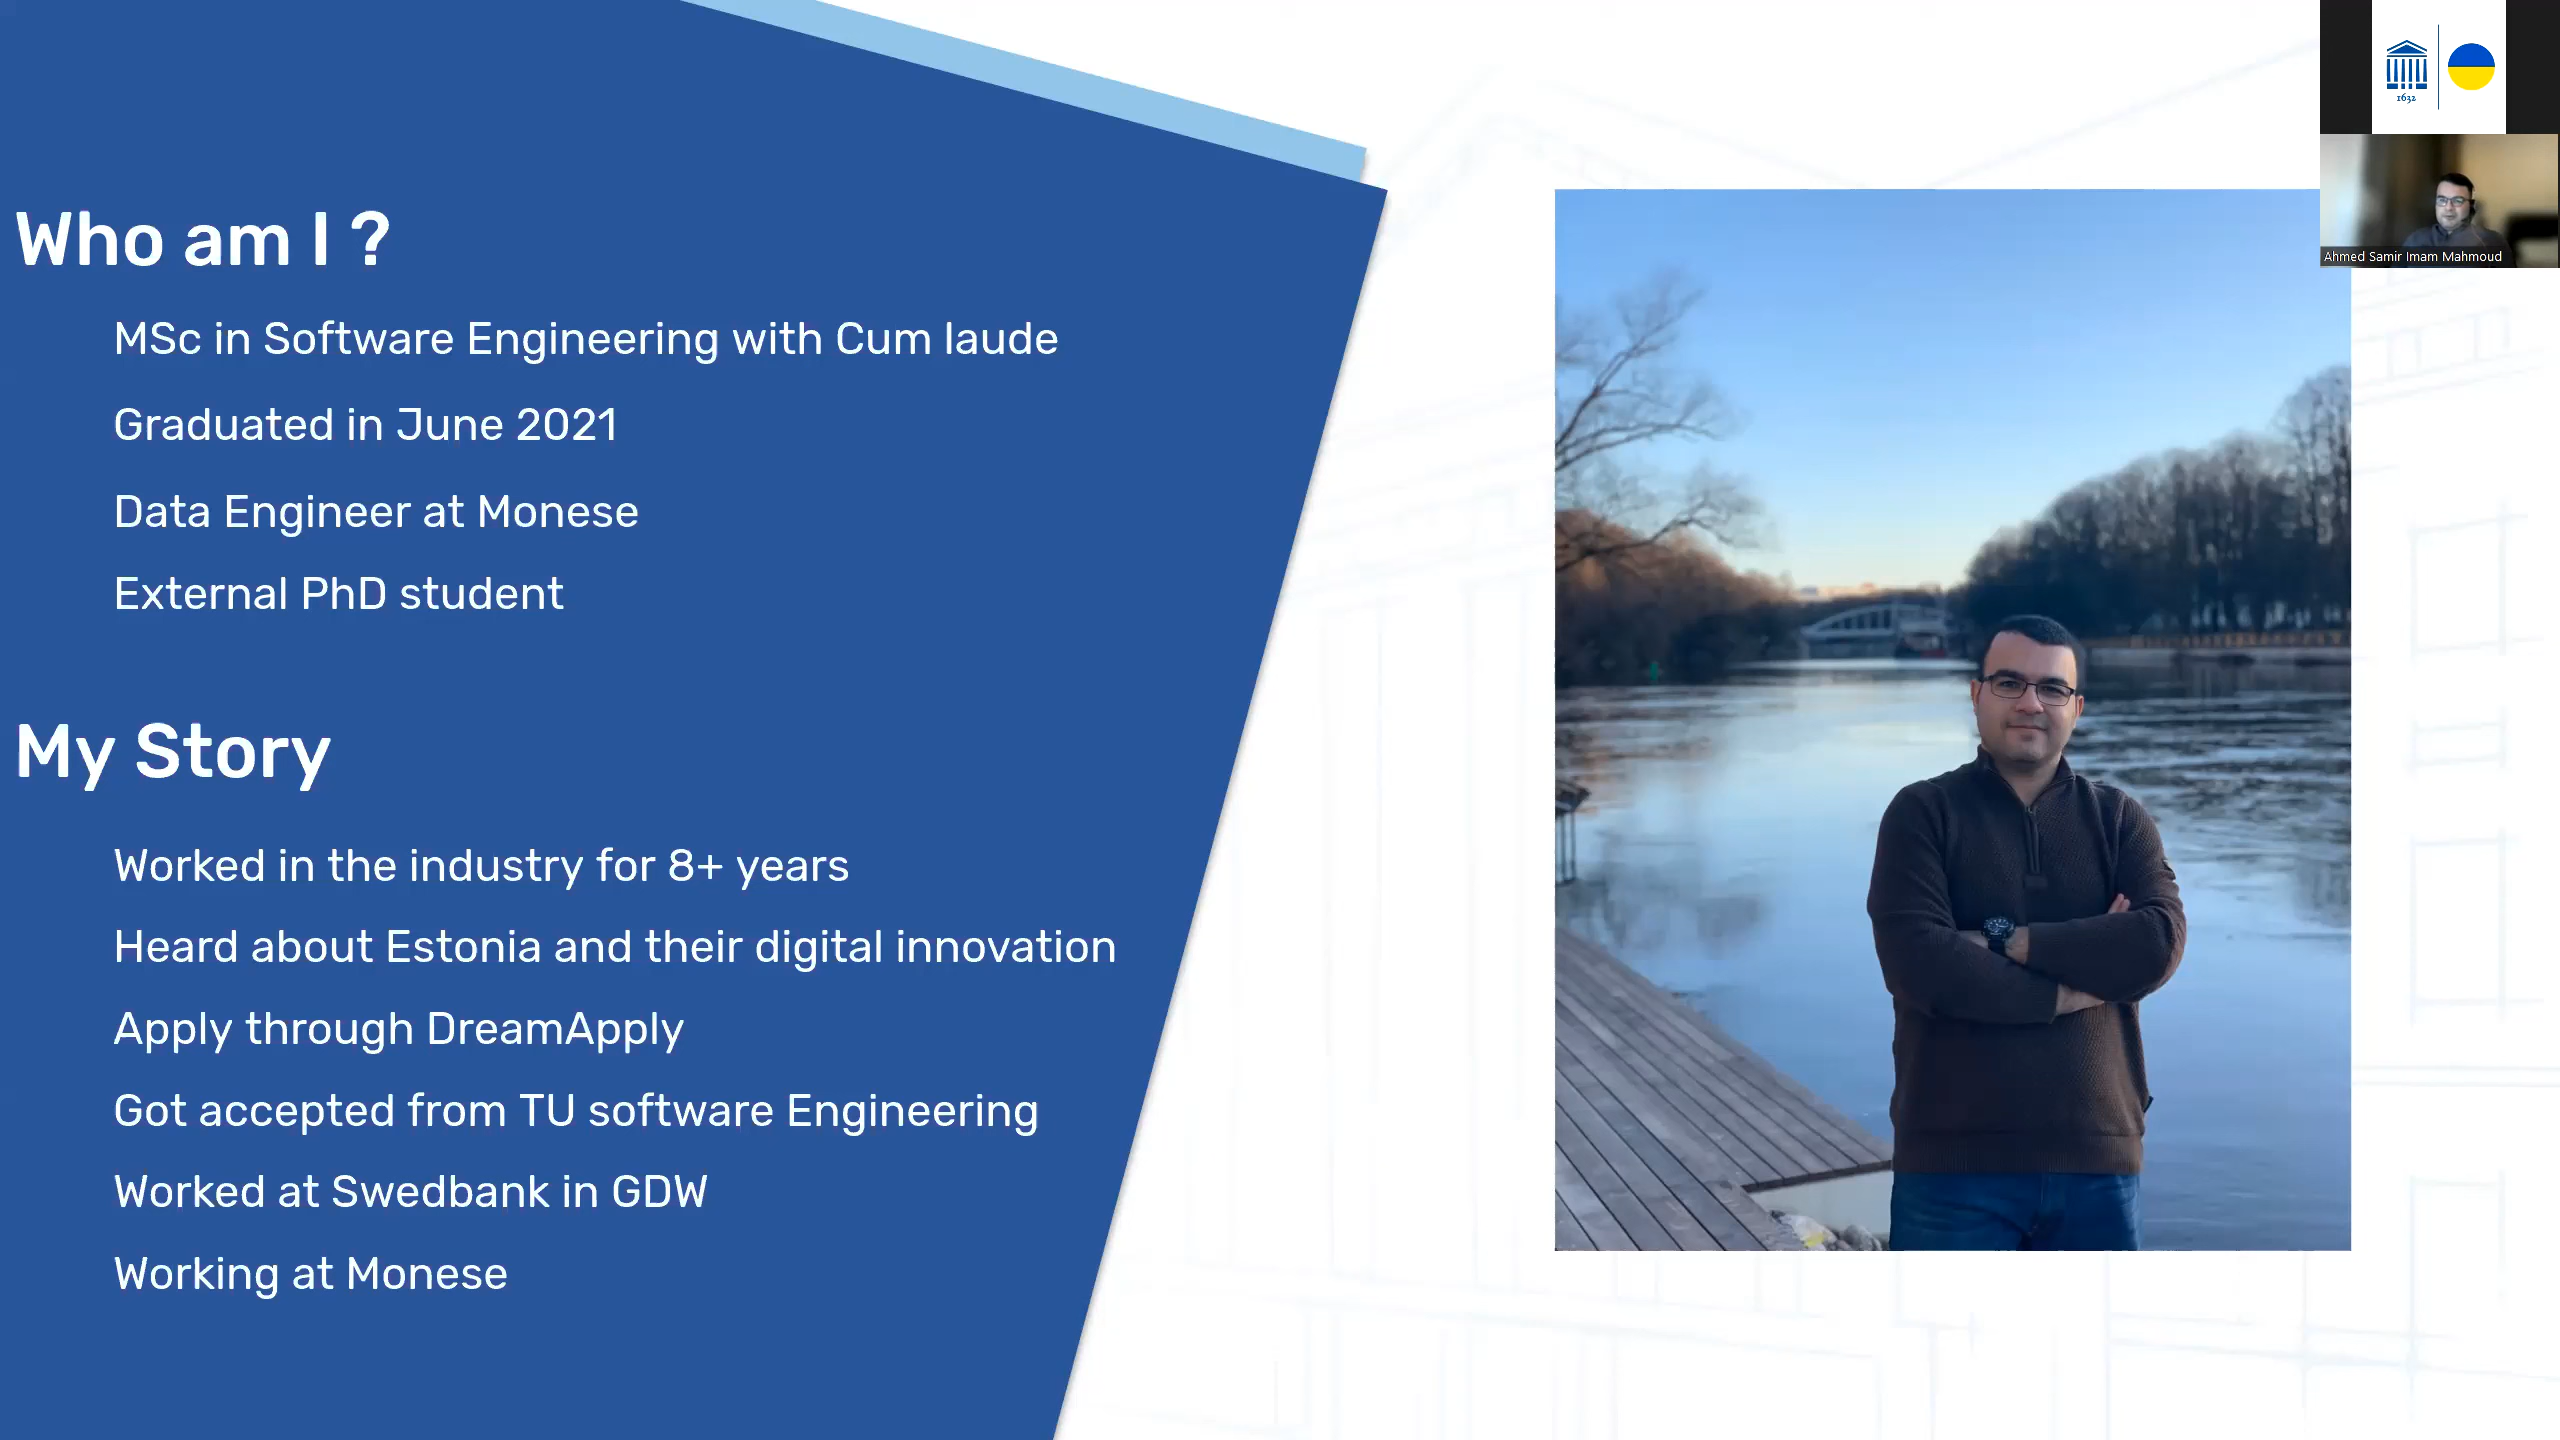 Who am I ?
MSc in Software Engineering with Cum laude
Graduated in June 2021
Data Engineer at Monese
External PhD student
My Story
Worked in the industry for 8+ years
Heard about Estonia and their digital innovation
Apply through DreamApply
Got accepted from TU software Engineering
Worked at Swedbank in GDW
Working at Monese
1632
Ahmed Samir Imam Mahmoud